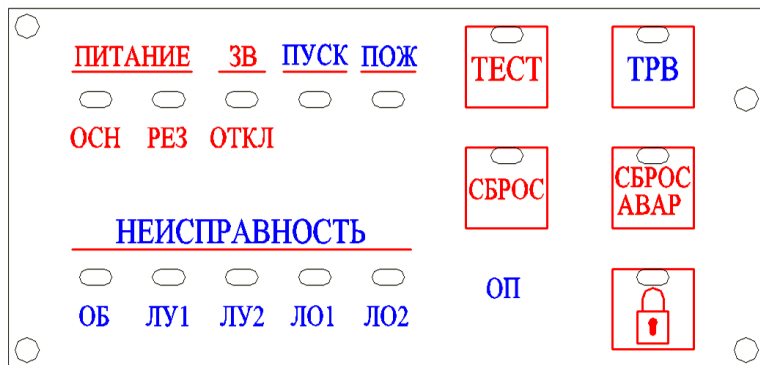 ПИТАНИЕ ЗВ ПУСК ПОЖ
ОСН РЕЗ ОТКЛ
ТЕСТ ТРВ
СБРОС СБРОС
АВАР
НЕИСПРАВНОСТЬ
ОБ ЛУ1 ЛУ2 ЛО1 ЛО2
ОП